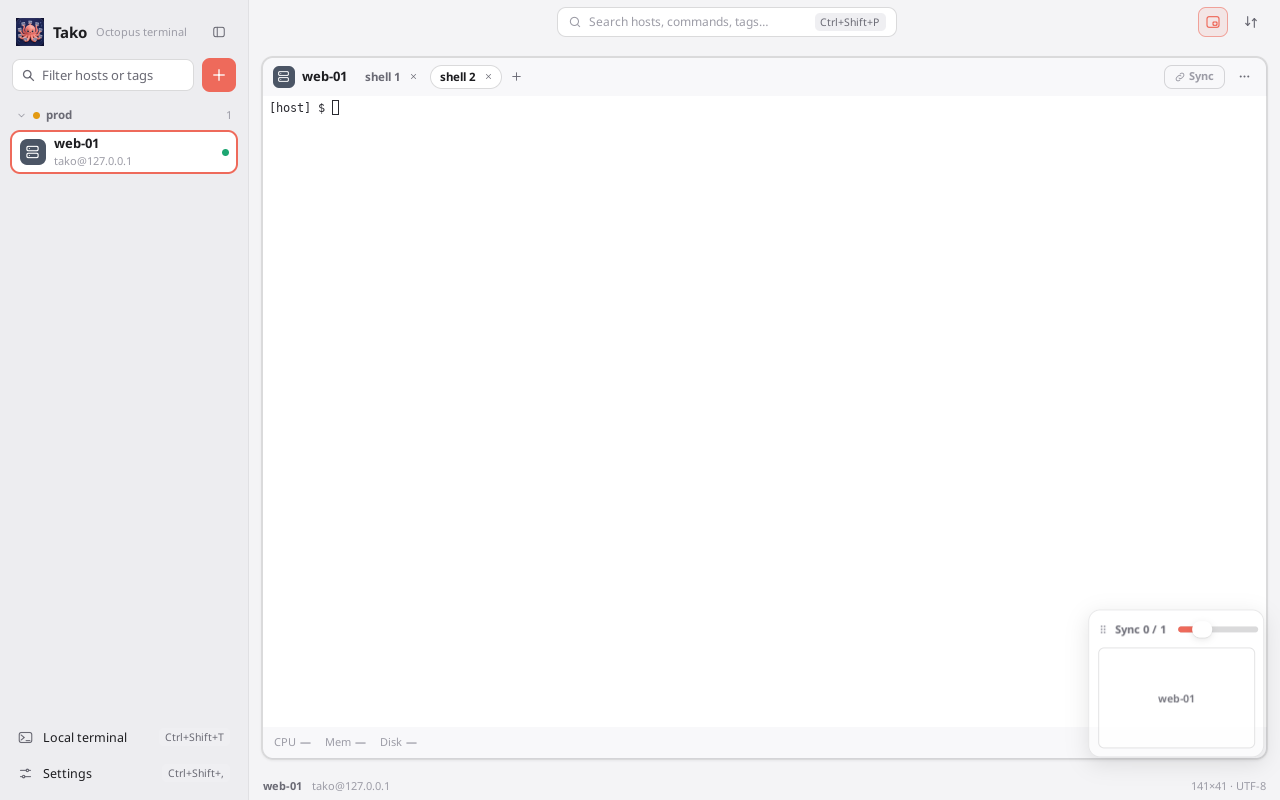 Tako Octopus terminal
Filter hosts or tags
prod 1
web-01
tako@127.0.0.1
Local terminal Ctrl+Shift+T
Settings Ctrl+Shift+,
Search hosts, commands, tags... Ctrl+Shift+P
web-01 shell 1 × shell 2 × + Sync ...
[host] $
Sync 0 / 1
web-01
CPU — Mem — Disk —
web-01 tako@127.0.0.1 141×41 · UTF-8